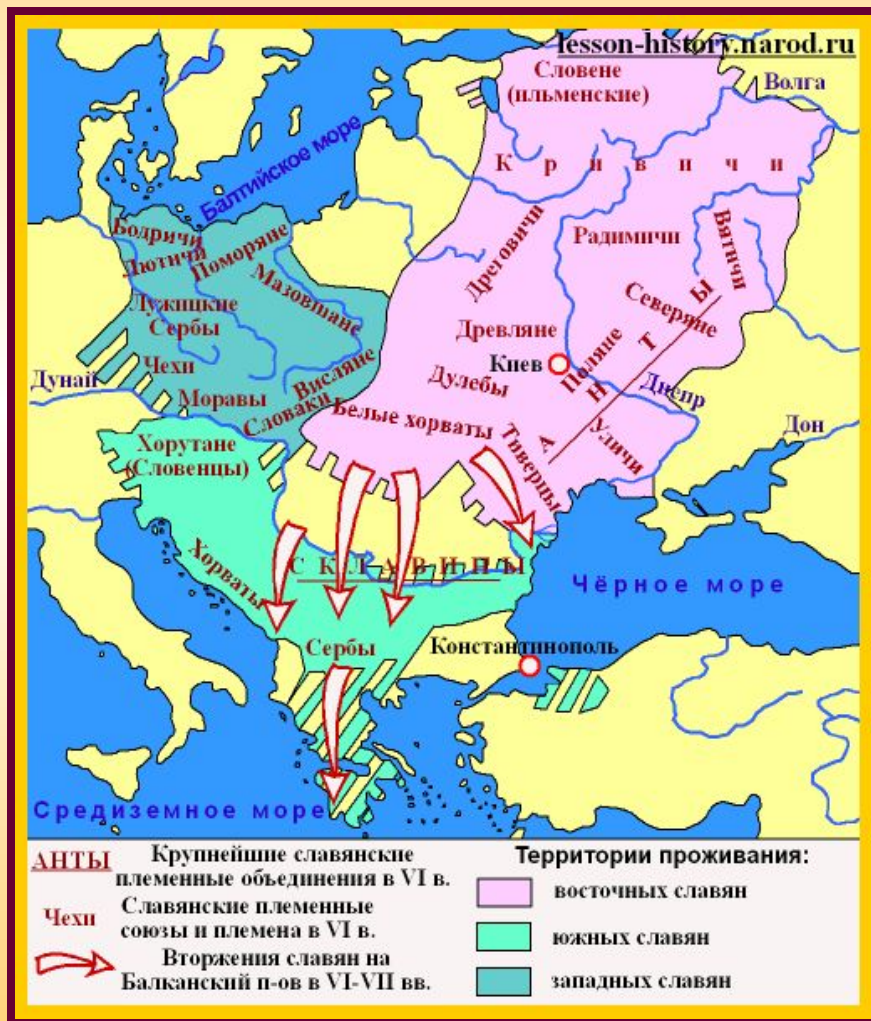 lesson-history.narod.ru
Словене
(ильменские)
Волга
Балтийское море
Кривичи
Бодричи
Лютичи
Поморяне
Мазовшане
Дреговичи
Радимичи
Вятичи
Лужицкие
Сербы
Северяне
Древляне
Поляне
Киев
АНТЫ
Чехи
Висляне
Дулебы
Днепр
Дунай
Моравы
Словаки
Белые хорваты
Тиверцы
Уличи
Дон
Хорутане
(Словенцы)
Хорваты
СКЛАВИНЫ
Чёрное море
Сербы
Константинополь
Средиземное море
АНТЫ Крупнейшие славянские
племенные объединения в VI в.
Чехи Славянские племенные
союзы и племена в VI в.
Вторжения славян на
Балканский п-ов в VI-VII вв.
Территории проживания:
восточных славян
южных славян
западных славян